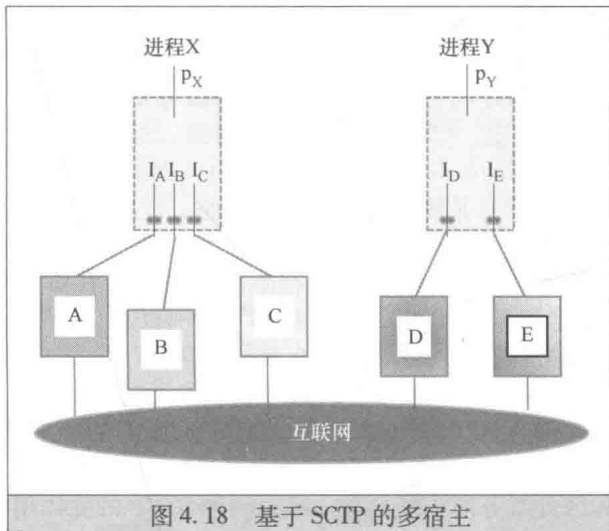 进程X 进程Y
p_X p_Y
I_A I_B I_C I_D I_E
A B C D E
互联网
图 4.18 基于 SCTP 的多宿主